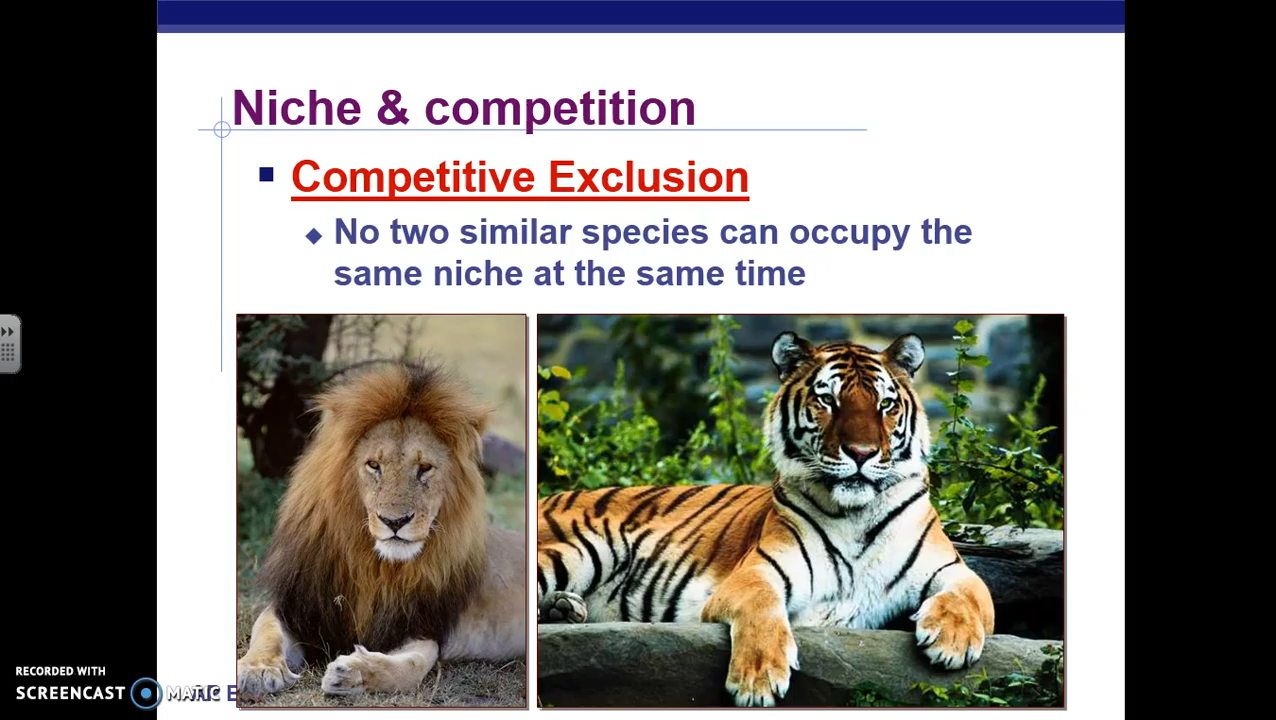 Niche & competition
Competitive Exclusion
No two similar species can occupy the
same niche at the same time
RECORDED WITH
SCREENCAST MATIC